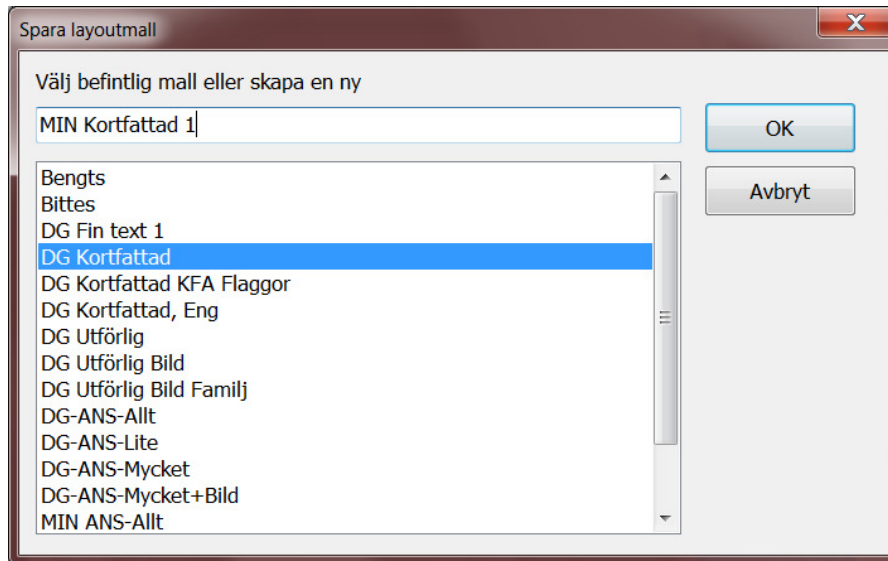 Spara layoutmall
Välj befintlig mall eller skapa en ny
MIN Kortfattad 1
OK
Avbryt
Bengts
Bittes
DG Fin text 1
DG Kortfattad
DG Kortfattad KFA Flaggor
DG Kortfattad, Eng
DG Utförlig
DG Utförlig Bild
DG Utförlig Bild Familj
DG-ANS-Allt
DG-ANS-Lite
DG-ANS-Mycket
DG-ANS-Mycket+Bild
MIN ANS-Allt